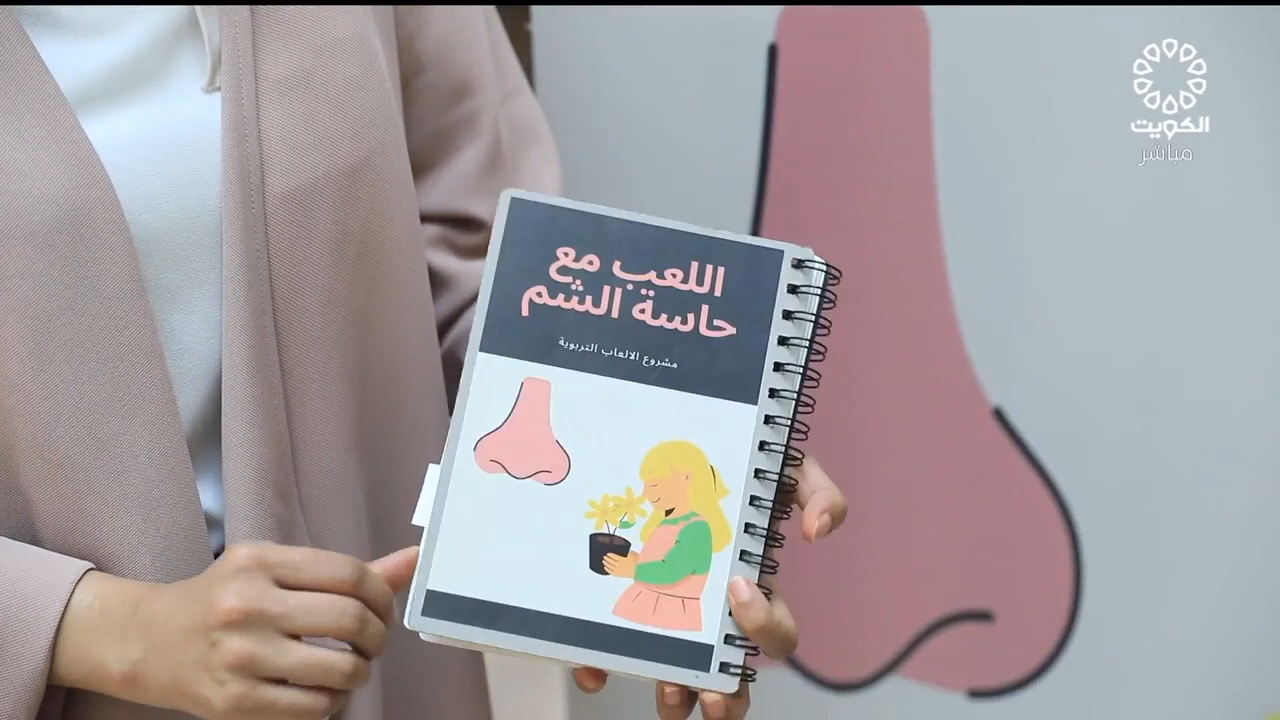 الكويت
مباشر
اللعب مع
حاسة الشم
مشروع الالعاب التربوية